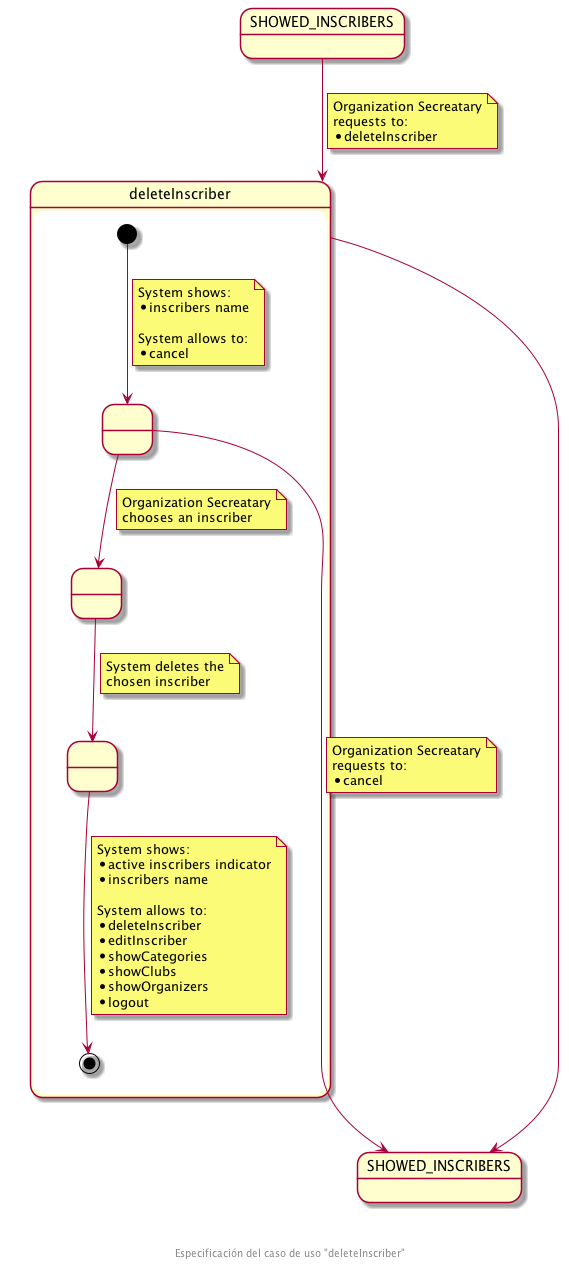 SHOWED_INSCRIBERS
Organization Secreatary
requests to:
•deleteInscriber
deleteInscriber
System shows:
•inscribers name
System allows to:
•cancel
Organization Secreatary
chooses an inscriber
System deletes the
chosen inscriber
Organization Secreatary
requests to:
•cancel
System shows:
•active inscribers indicator
•inscribers name
System allows to:
•deleteInscriber
•editInscriber
•showCategories
•showClubs
•showOrganizers
•logout
SHOWED_INSCRIBERS
Especificación del caso de uso "deleteInscriber"